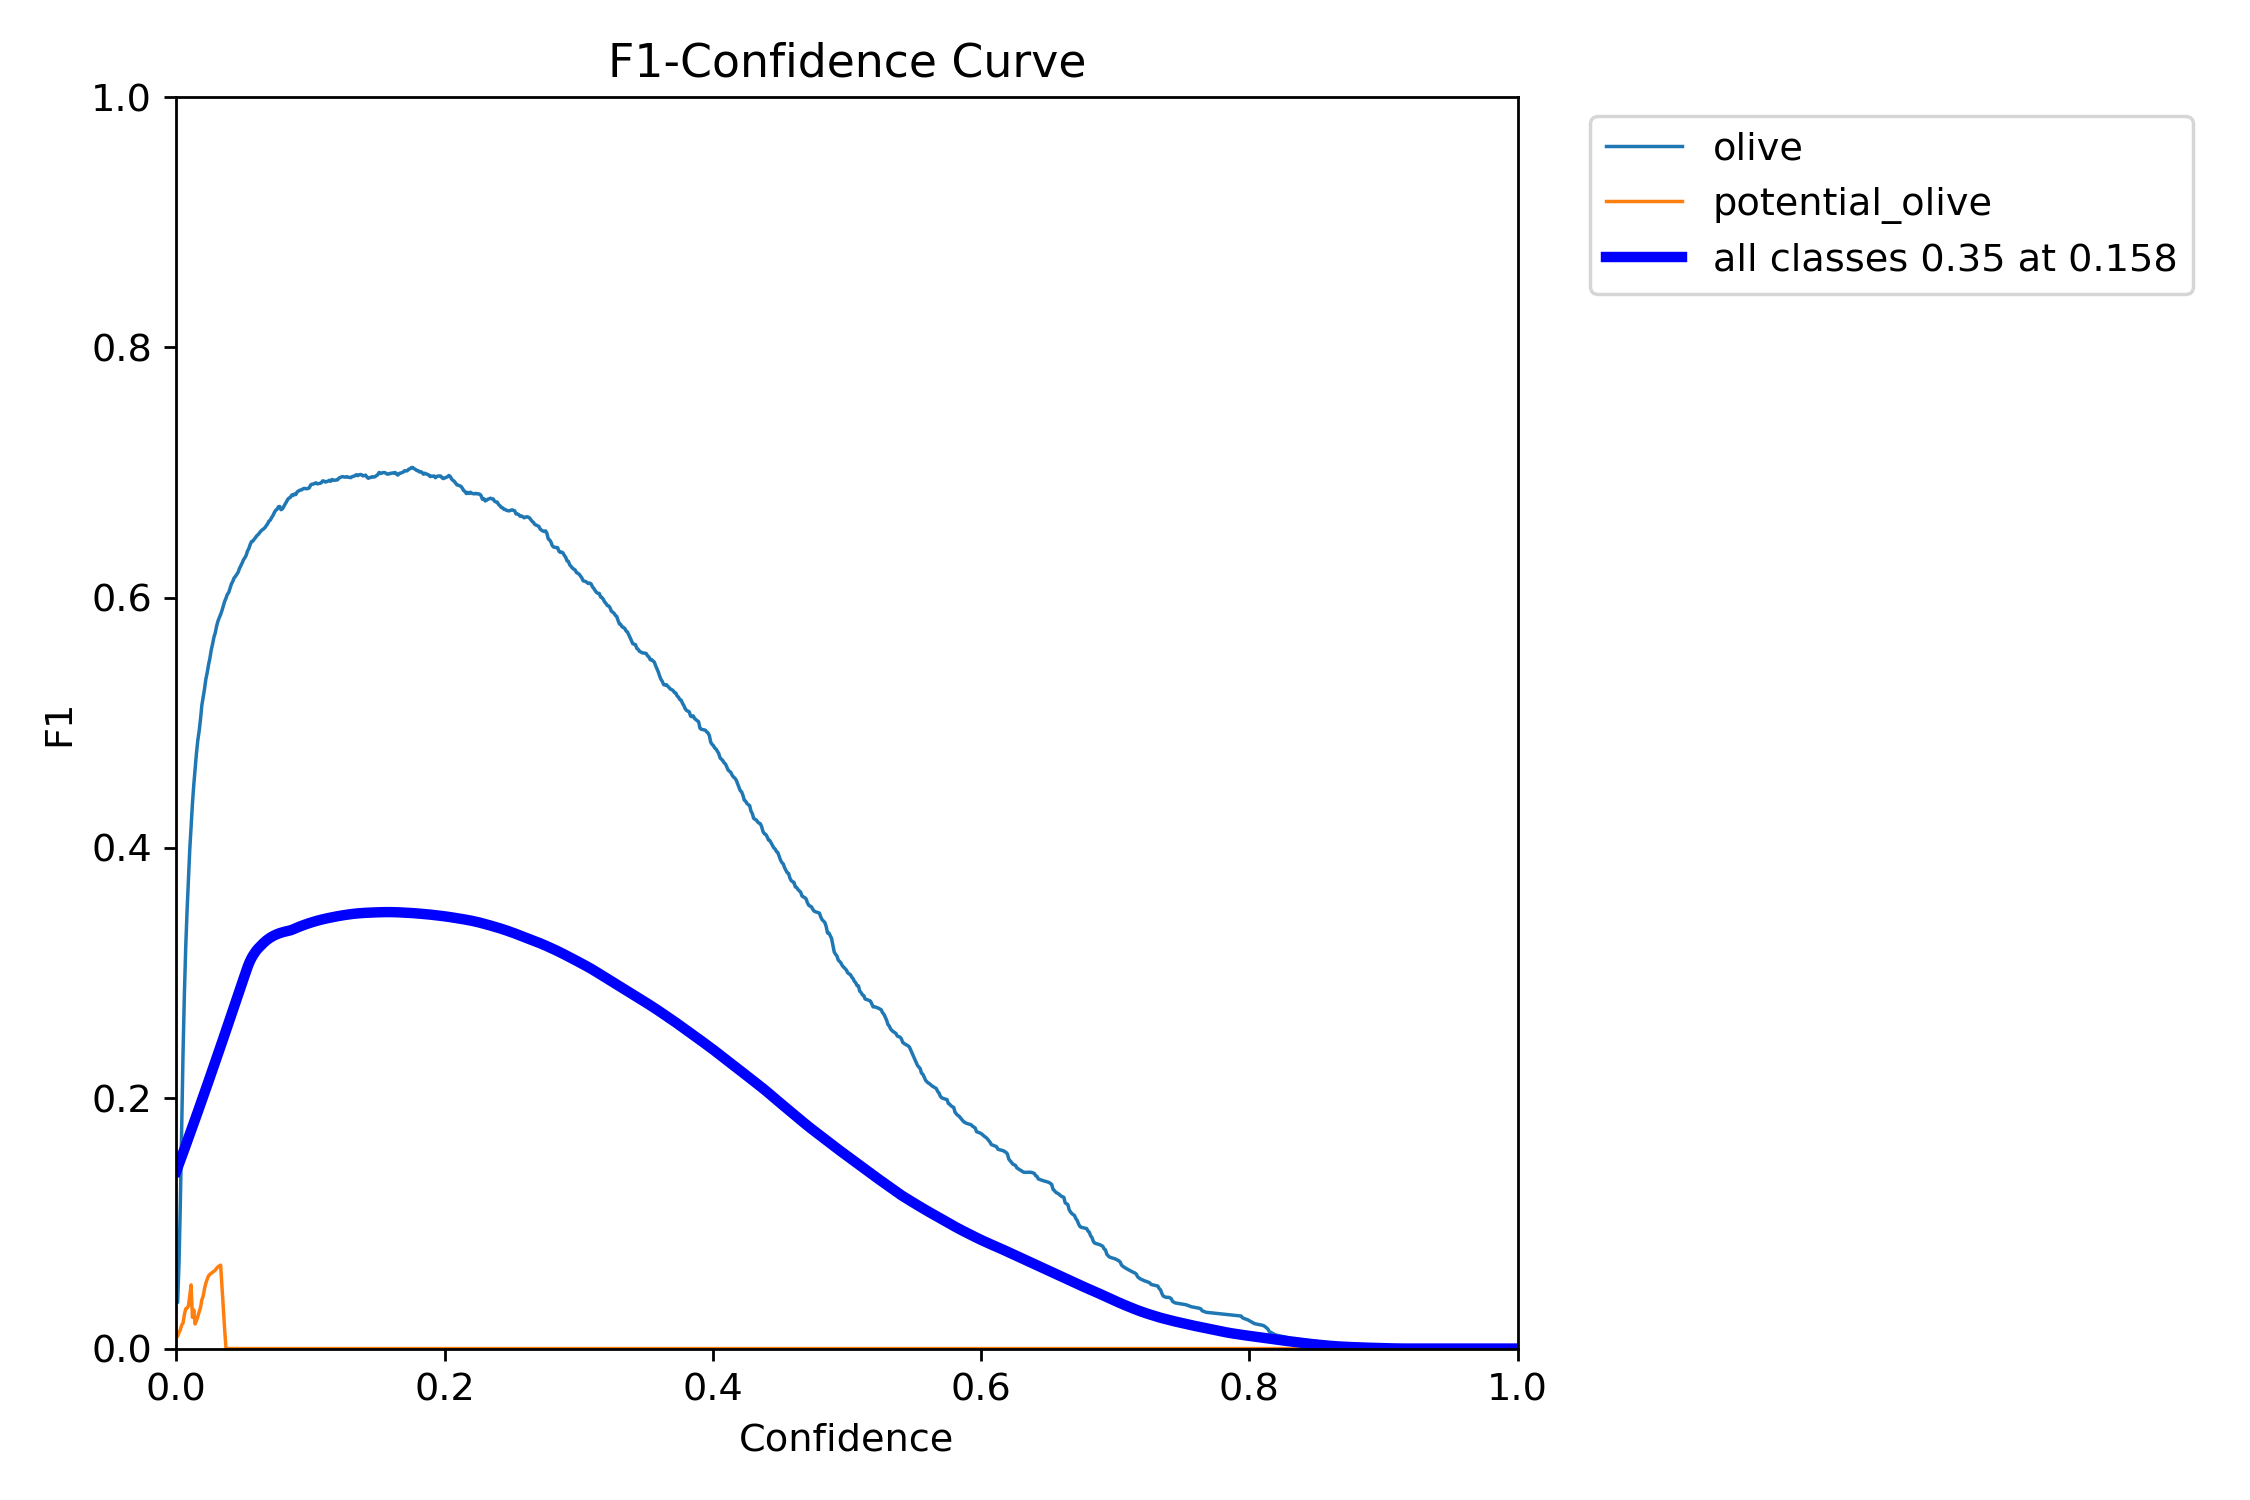 F1-Confidence Curve
1.0
0.8
0.6
0.4
0.2
0.0
F1
0.0 0.2 0.4 0.6 0.8 1.0
Confidence
olive
potential_olive
all classes 0.35 at 0.158